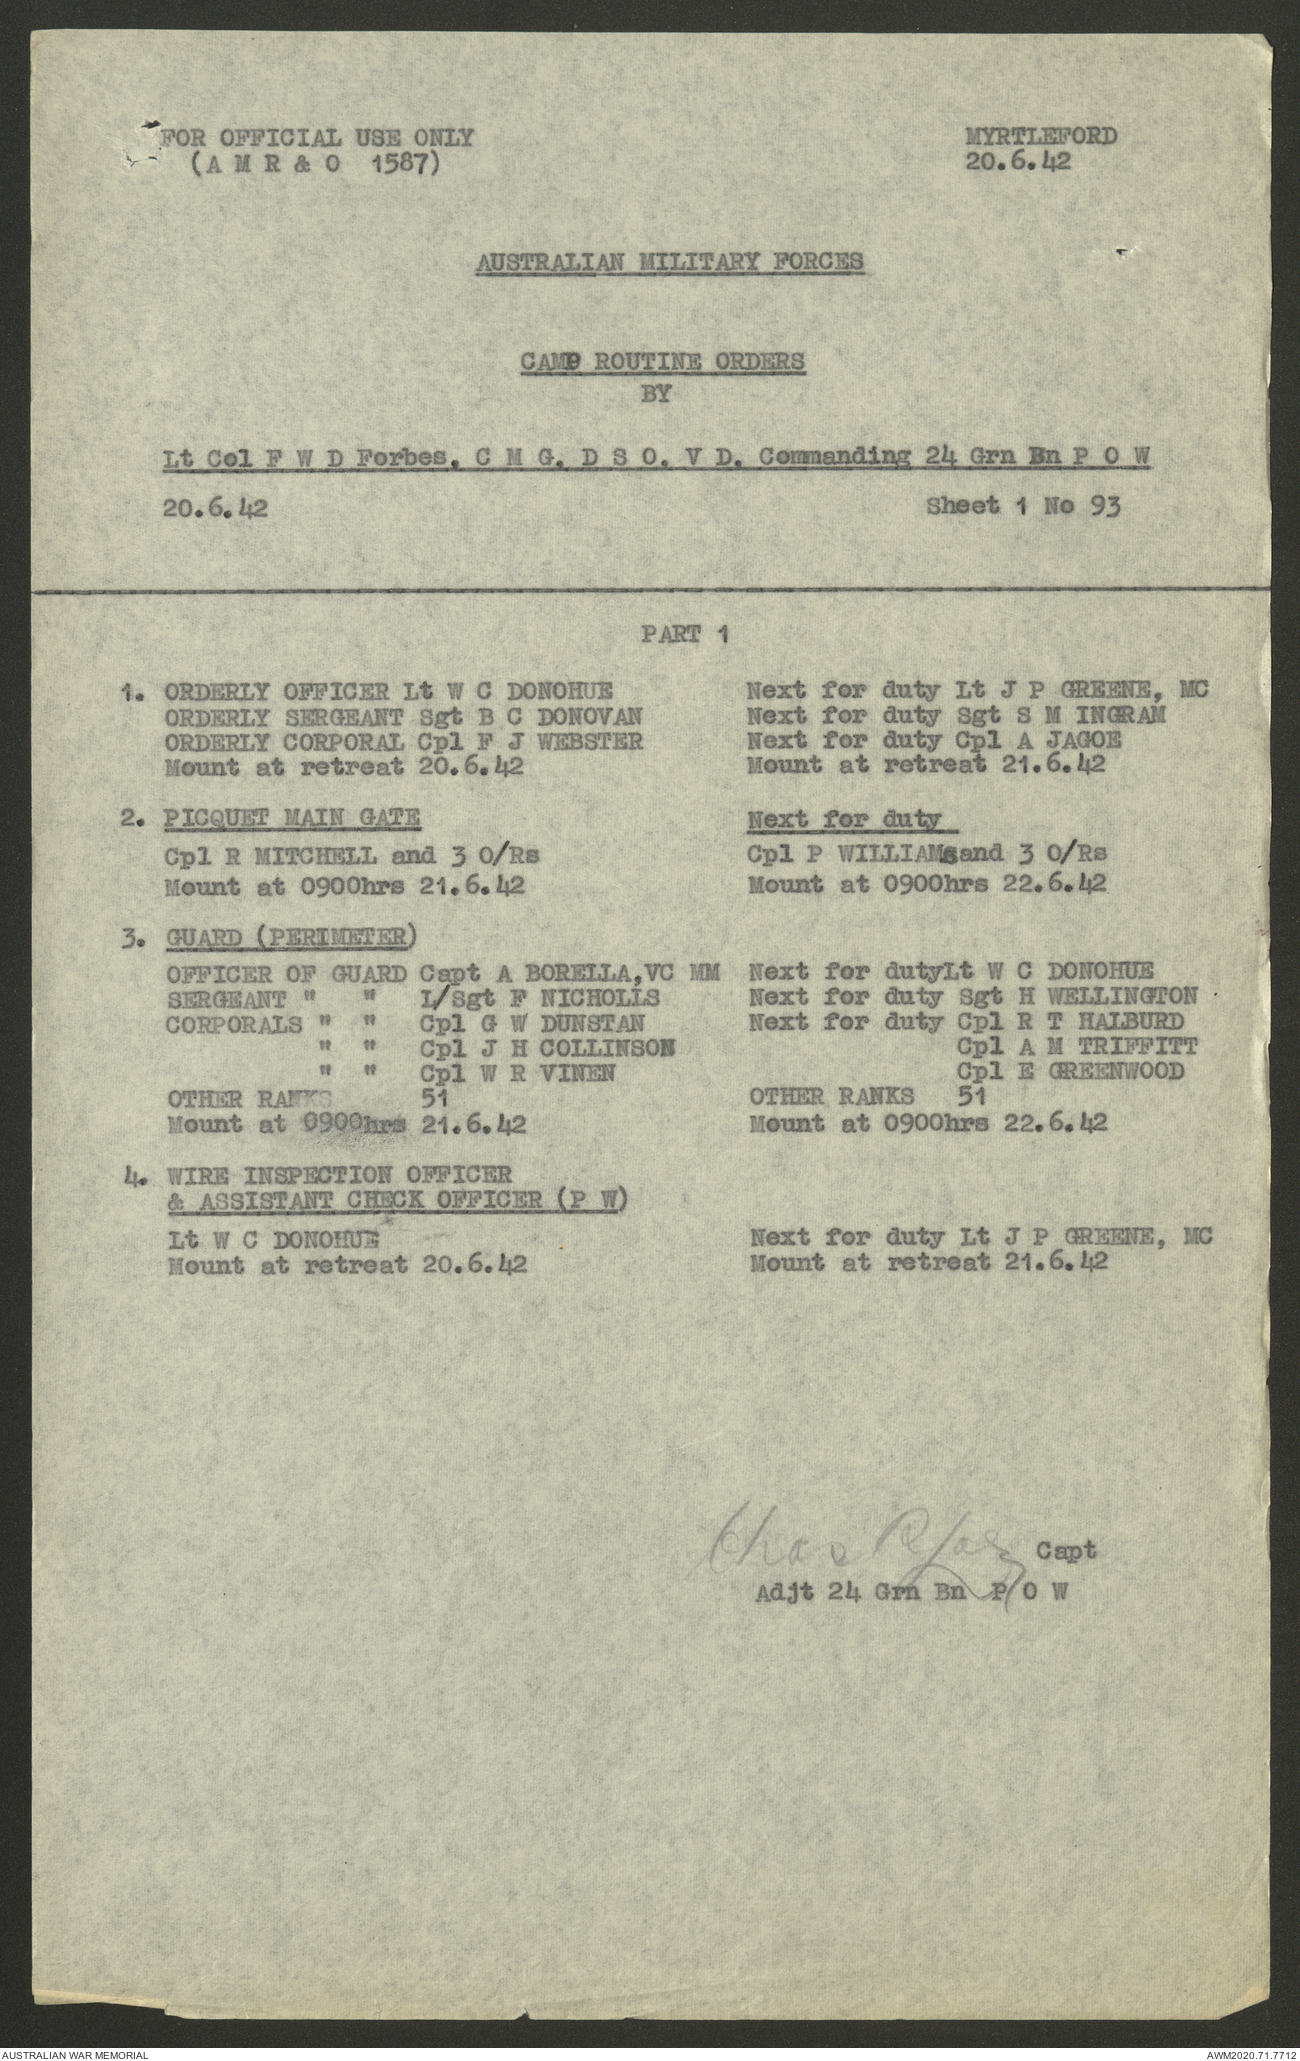 FOR OFFICIAL USE ONLY MYRTLEFORD
(A M R & O 1587) 20.6.42
AUSTRALIAN MILITARY FORCES
CAMP ROUTINE ORDERS
BY
Lt Col F W D Forbes. C M G. D S O. V D. Commanding 24 Grn Bn P O W
20.6.42 Sheet 1 No 93
PART 1
1. ORDERLY OFFICER Lt W C DONOHUE Next for duty Lt J P GREENE, MC
ORDERLY SERGEANT Sgt B C DONOVAN Next for duty Sgt S M INGRAM
ORDERLY CORPORAL Cpl F J WEBSTER Next for duty Cpl A JAGOE
Mount at retreat 20.6.42 Mount at retreat 21.6.42
2. PICQUET MAIN GATE Next for duty
Cpl R MITCHELL and 3 O/Rs Cpl P WILLIAMsand 3 O/Rs
Mount at 0900hrs 21.6.42 Mount at 0900hrs 22.6.42
3. GUARD (PERIMETER)
OFFICER OF GUARD Capt A BORELLA,VC MM Next for dutyLt W C DONOHUE
SERGEANT " " L/Sgt F NICHOLLS Next for duty Sgt H WELLINGTON
CORPORALS " " Cpl G W DUNSTAN Next for duty Cpl R T HALBURD
" " Cpl J H COLLINSON Cpl A M TRIFFITT
" " Cpl W R VINEN Cpl E GREENWOOD
OTHER RANKS 51 OTHER RANKS 51
Mount at 0900hrs 21.6.42 Mount at 0900hrs 22.6.42
4. WIRE INSPECTION OFFICER
& ASSISTANT CHECK OFFICER (P W)
Lt W C DONOHUE Next for duty Lt J P GREENE, MC
Mount at retreat 20.6.42 Mount at retreat 21.6.42
Chas Capt
Adjt 24 Grn Bn P O W
AUSTRALIAN WAR MEMORIAL AWM2020.71.7712